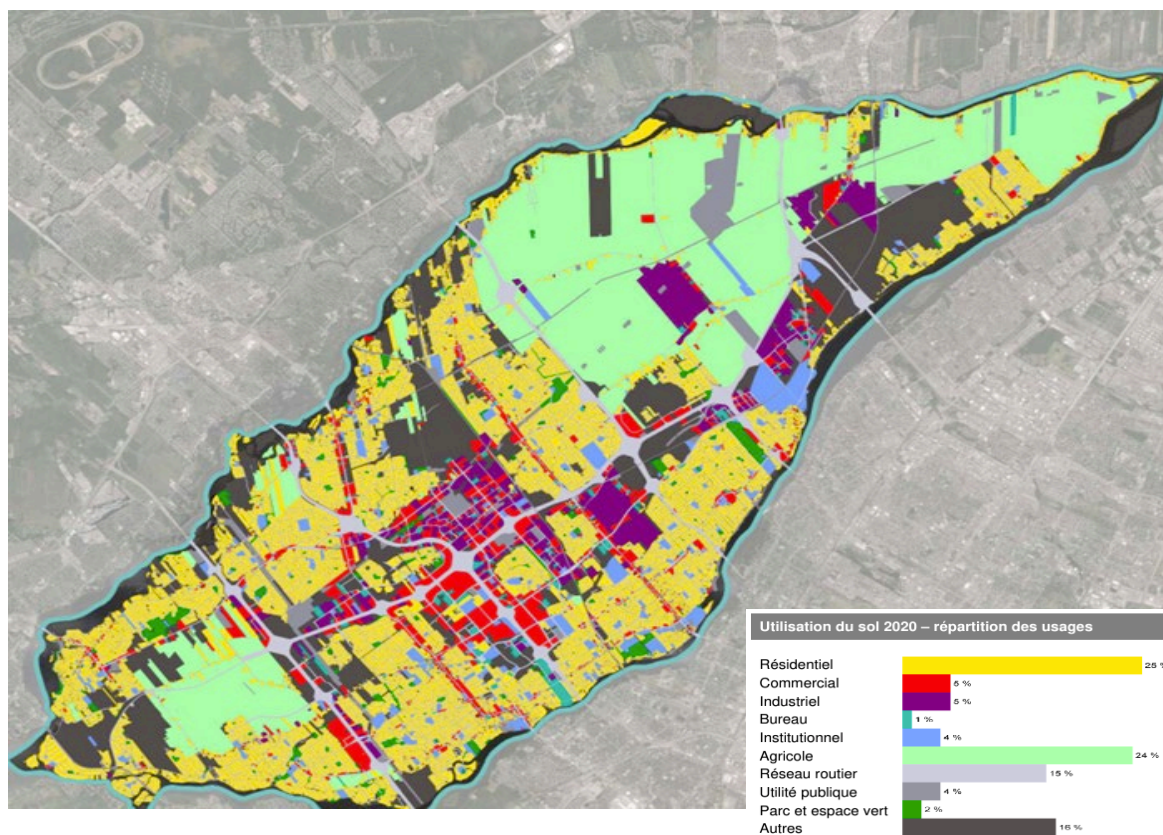 Utilisation du sol 2020 – répartition des usages
Résidentiel 25 %
Commercial 5 %
Industriel 5 %
Bureau 1 %
Institutionnel 4 %
Agricole 24 %
Réseau routier 15 %
Utilité publique 4 %
Parc et espace vert 2 %
Autres 16 %